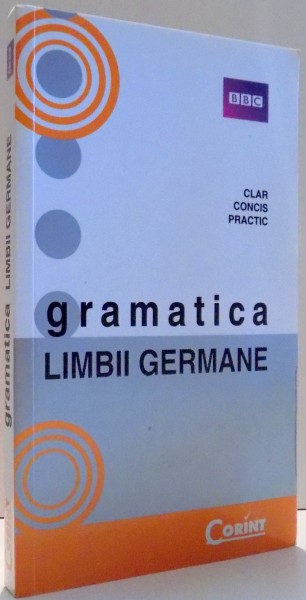 BBC
CLAR
CONCIS
PRACTIC
gramatica
LIMBII GERMANE
CORINT
gramatica LIMBII GERMANE